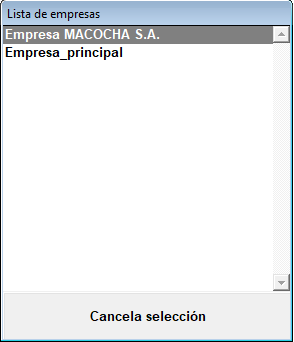 Lista de empresas
Empresa MACOCHA S.A.
Empresa_principal
Cancela selección